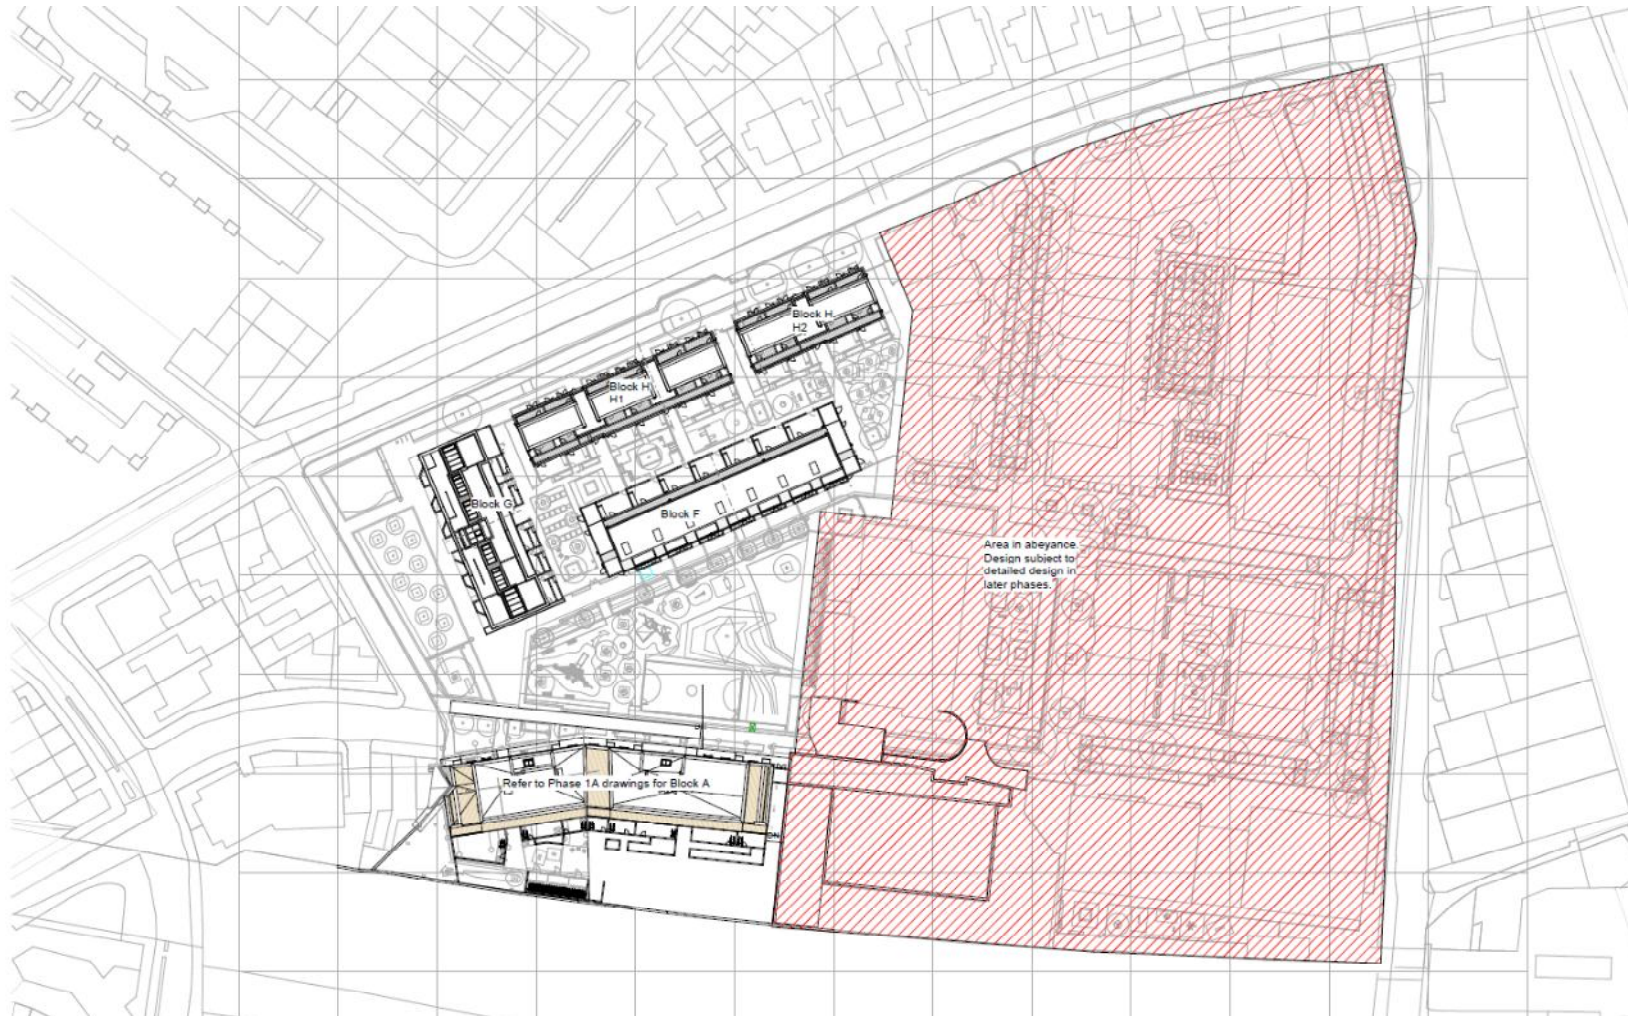 Block H
H2
Block H
H1
Block G
Block F
Area in abeyance.
Design subject to
detailed design in
later phases.
Refer to Phase 1A drawings for Block A